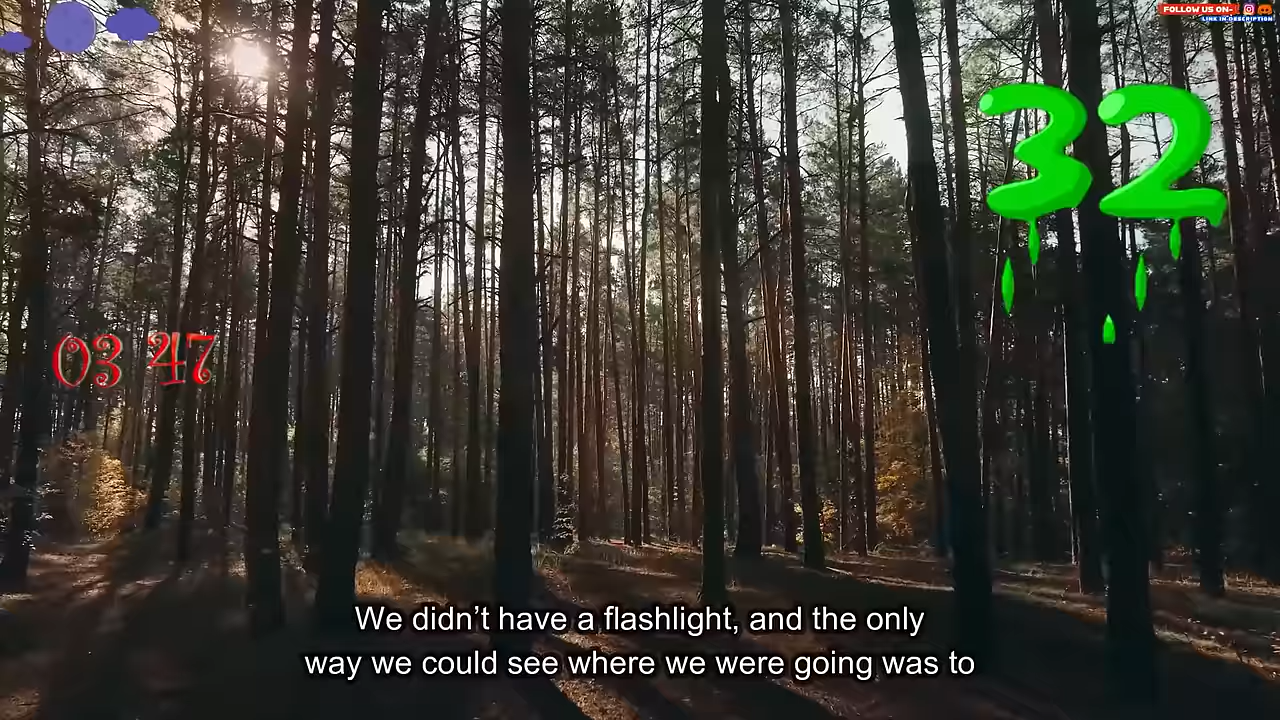 FOLLOW US ON-
LINK IN DESCRIPTION
32
03 47
We didn't have a flashlight, and the only
way we could see where we were going was to